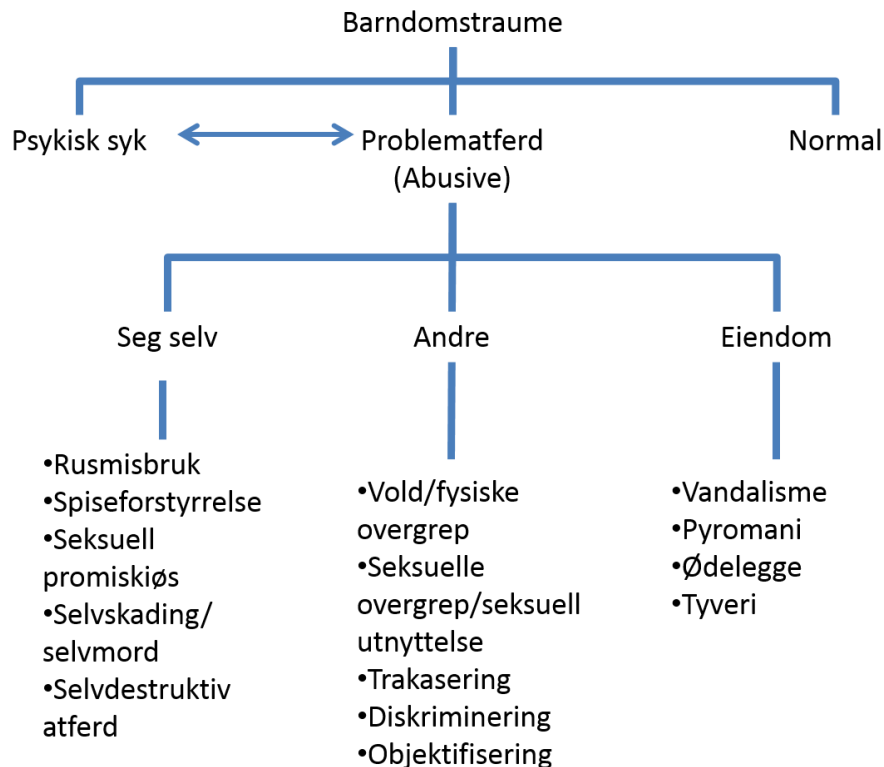 Barndomstraume
Psykisk syk
Problematferd
(Abusive)
Normal
Seg selv
Andre
Eiendom
•Rusmisbruk
•Spiseforstyrrelse
•Seksuell
promiskiøs
•Selvskading/
selvmord
•Selvdestruktiv
atferd
•Vold/fysiske
overgrep
•Seksuelle
overgrep/seksuell
utnyttelse
•Trakasering
•Diskriminering
•Objektifisering
•Vandalisme
•Pyromani
•Ødelegge
•Tyveri